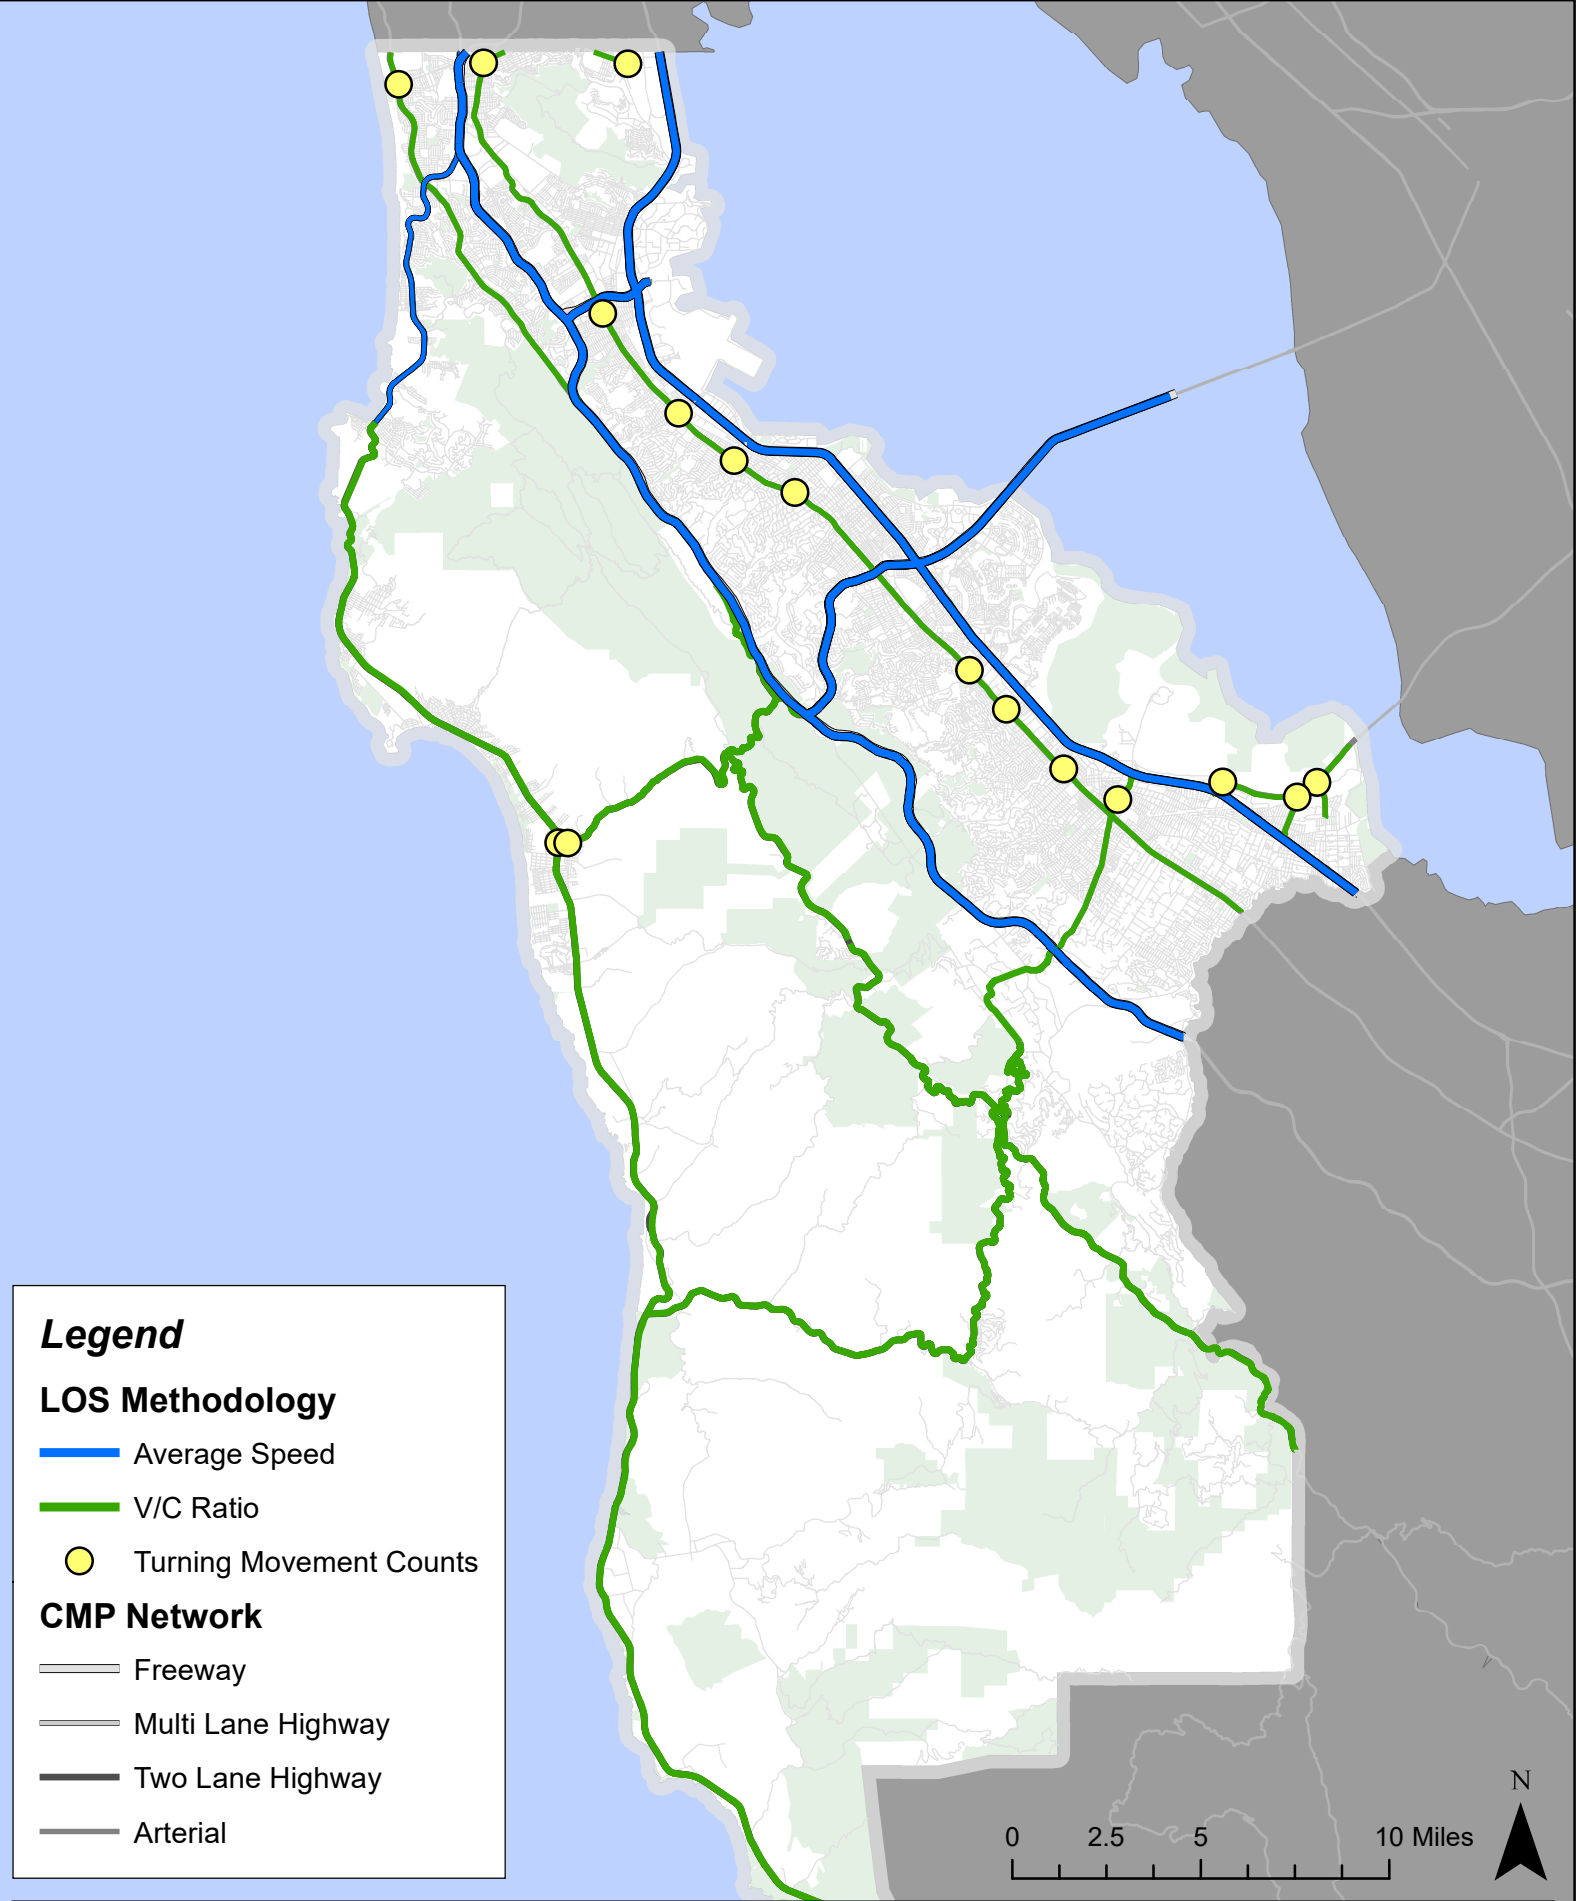 Legend
LOS Methodology
Average Speed
V/C Ratio
Turning Movement Counts
CMP Network
Freeway
Multi Lane Highway
Two Lane Highway
Arterial
0 2.5 5 10 Miles
N